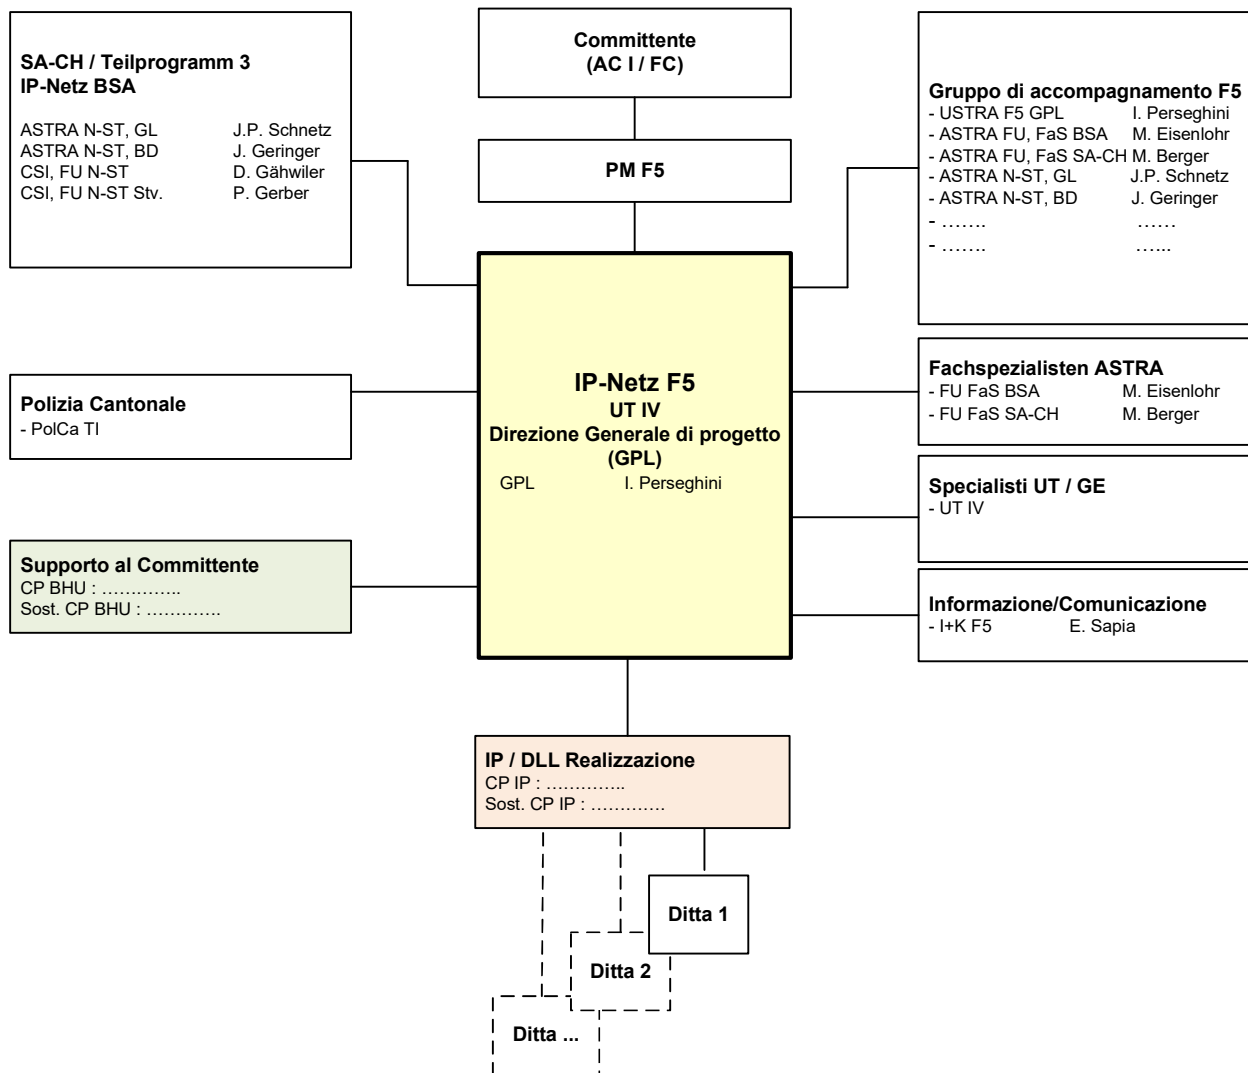 SA-CH / Teilprogramm 3
IP-Netz BSA
ASTRA N-ST, GL J.P. Schnetz
ASTRA N-ST, BD J. Geringer
CSI, FU N-ST D. Gähwiler
CSI, FU N-ST Stv. P. Gerber
Committente
(AC I / FC)
PM F5
Gruppo di accompagnamento F5
- USTRA F5 GPL I. Perseghini
- ASTRA FU, FaS BSA M. Eisenlohr
- ASTRA FU, FaS SA-CH M. Berger
- ASTRA N-ST, GL J.P. Schnetz
- ASTRA N-ST, BD J. Geringer
- ....... ......
- ....... ......
IP-Netz F5
UT IV
Direzione Generale di progetto
(GPL)
GPL I. Perseghini
Polizia Cantonale
- PolCa TI
Supporto al Committente
CP BHU : …………..
Sost. CP BHU : ………….
Fachspezialisten ASTRA
- FU FaS BSA M. Eisenlohr
- FU FaS SA-CH M. Berger
Specialisti UT / GE
- UT IV
Informazione/Comunicazione
- I+K F5 E. Sapia
IP / DLL Realizzazione
CP IP : …………..
Sost. CP IP : ………….
Ditta 1
Ditta 2
Ditta ...